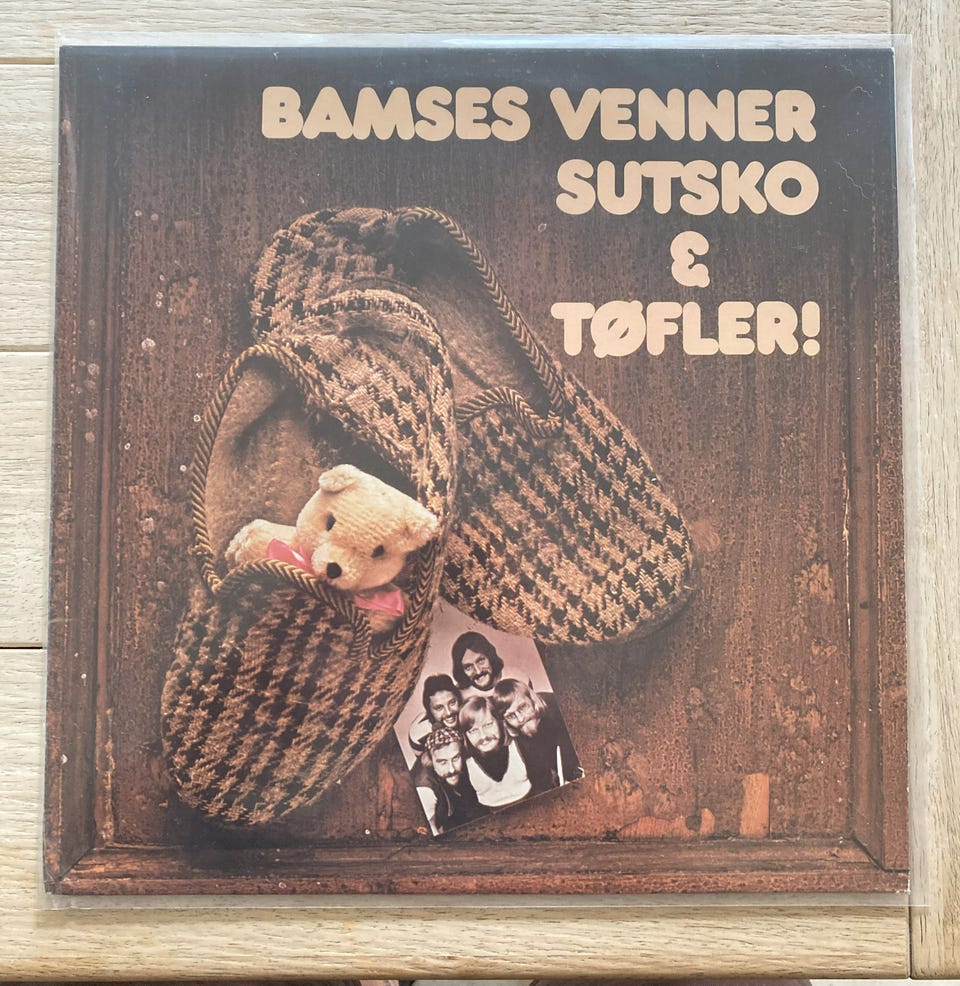 BAMSES VENNER
SUTSKO
&
TØFLER!